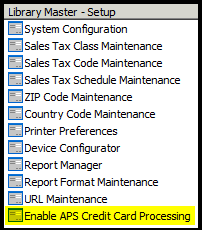 Library Master - Setup
System Configuration
Sales Tax Class Maintenance
Sales Tax Code Maintenance
Sales Tax Schedule Maintenance
ZIP Code Maintenance
Country Code Maintenance
Printer Preferences
Device Configurator
Report Manager
Report Format Maintenance
URL Maintenance
Enable APS Credit Card Processing